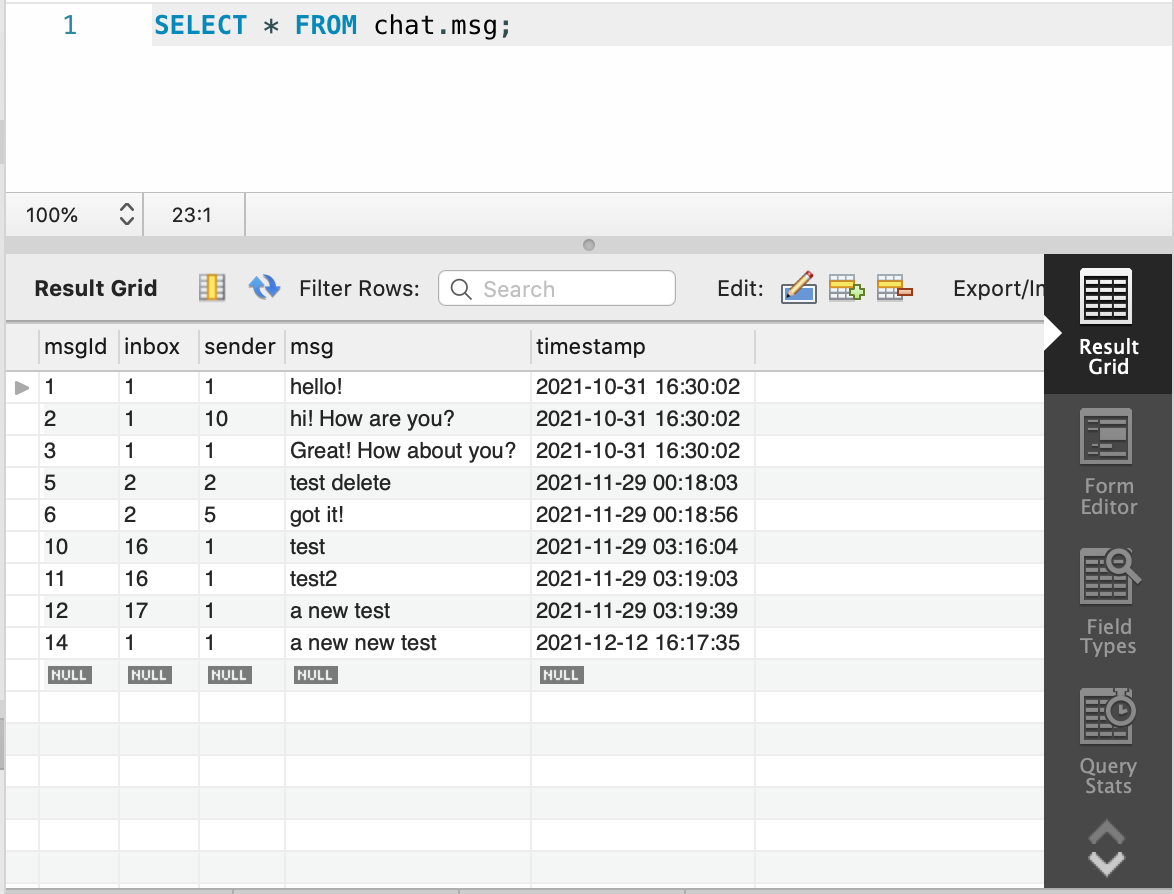 1 SELECT * FROM chat.msg;
100% 23:1
Result Grid Filter Rows: Search Edit: Export/Im
msgId inbox sender msg timestamp
1 1 1 hello! 2021-10-31 16:30:02
2 1 10 hi! How are you? 2021-10-31 16:30:02
3 1 1 Great! How about you? 2021-10-31 16:30:02
5 2 2 test delete 2021-11-29 00:18:03
6 2 5 got it! 2021-11-29 00:18:56
10 16 1 test 2021-11-29 03:16:04
11 16 1 test2 2021-11-29 03:19:03
12 17 1 a new test 2021-11-29 03:19:39
14 1 1 a new new test 2021-12-12 16:17:35
NULL NULL NULL NULL NULL
Result
Grid
Form
Editor
Field
Types
Query
Stats